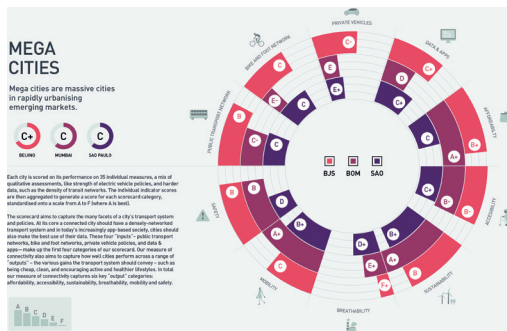 MEGA
CITIES
Mega cities are massive cities
in rapidly urbanising
emerging markets.
C+
C
C
BEIJING
MUMBAI
SAO PAULO
Each city is scored on its performance on 35 individual measures, a mix of
qualitative assessments, like strength of electric vehicle policies, and harder
data, such as the density of transit networks. The individual indicator scores
are then aggregated to generate a score for each scorecard category,
standardised onto a scale from A to F (where A is best).
The scorecard aims to capture the many facets of a city's transport system
and policies. At its core a connected city should have a densely-networked
transport system and in today's increasingly app-based society, cities should
also make the best use of their data. These four "inputs" – public transport
networks, bike and foot networks, private vehicle policies, and data &
apps—make up the first four categories of our scorecard. Our measure of
connectivity also aims to capture how well cities perform across a range of
"outputs" – the various gains the transport system should convey – such as
being cheap, clean, and encouraging active and healthier lifestyles. In total
our measure of connectivity captures six key "output" categories:
affordability, accessibility, sustainability, breathability, mobility and safety.
A B C D E F
PRIVATE VEHICLES
C-
E
E+
DATA & APPS
C+
D
C+
AFFORDABILITY
B
A+
C
ACCESSIBILITY
B-
B-
C+
SUSTAINABILITY
B
A+
B+
BREATHABILITY
F+
E+
D+
MOBILITY
C
A+
B+
SAFETY
B
B
D
PUBLIC TRANSPORT NETWORK
B
C-
C
BIKE AND FOOT NETWORK
C
E-
C
BJS
BOM
SAO